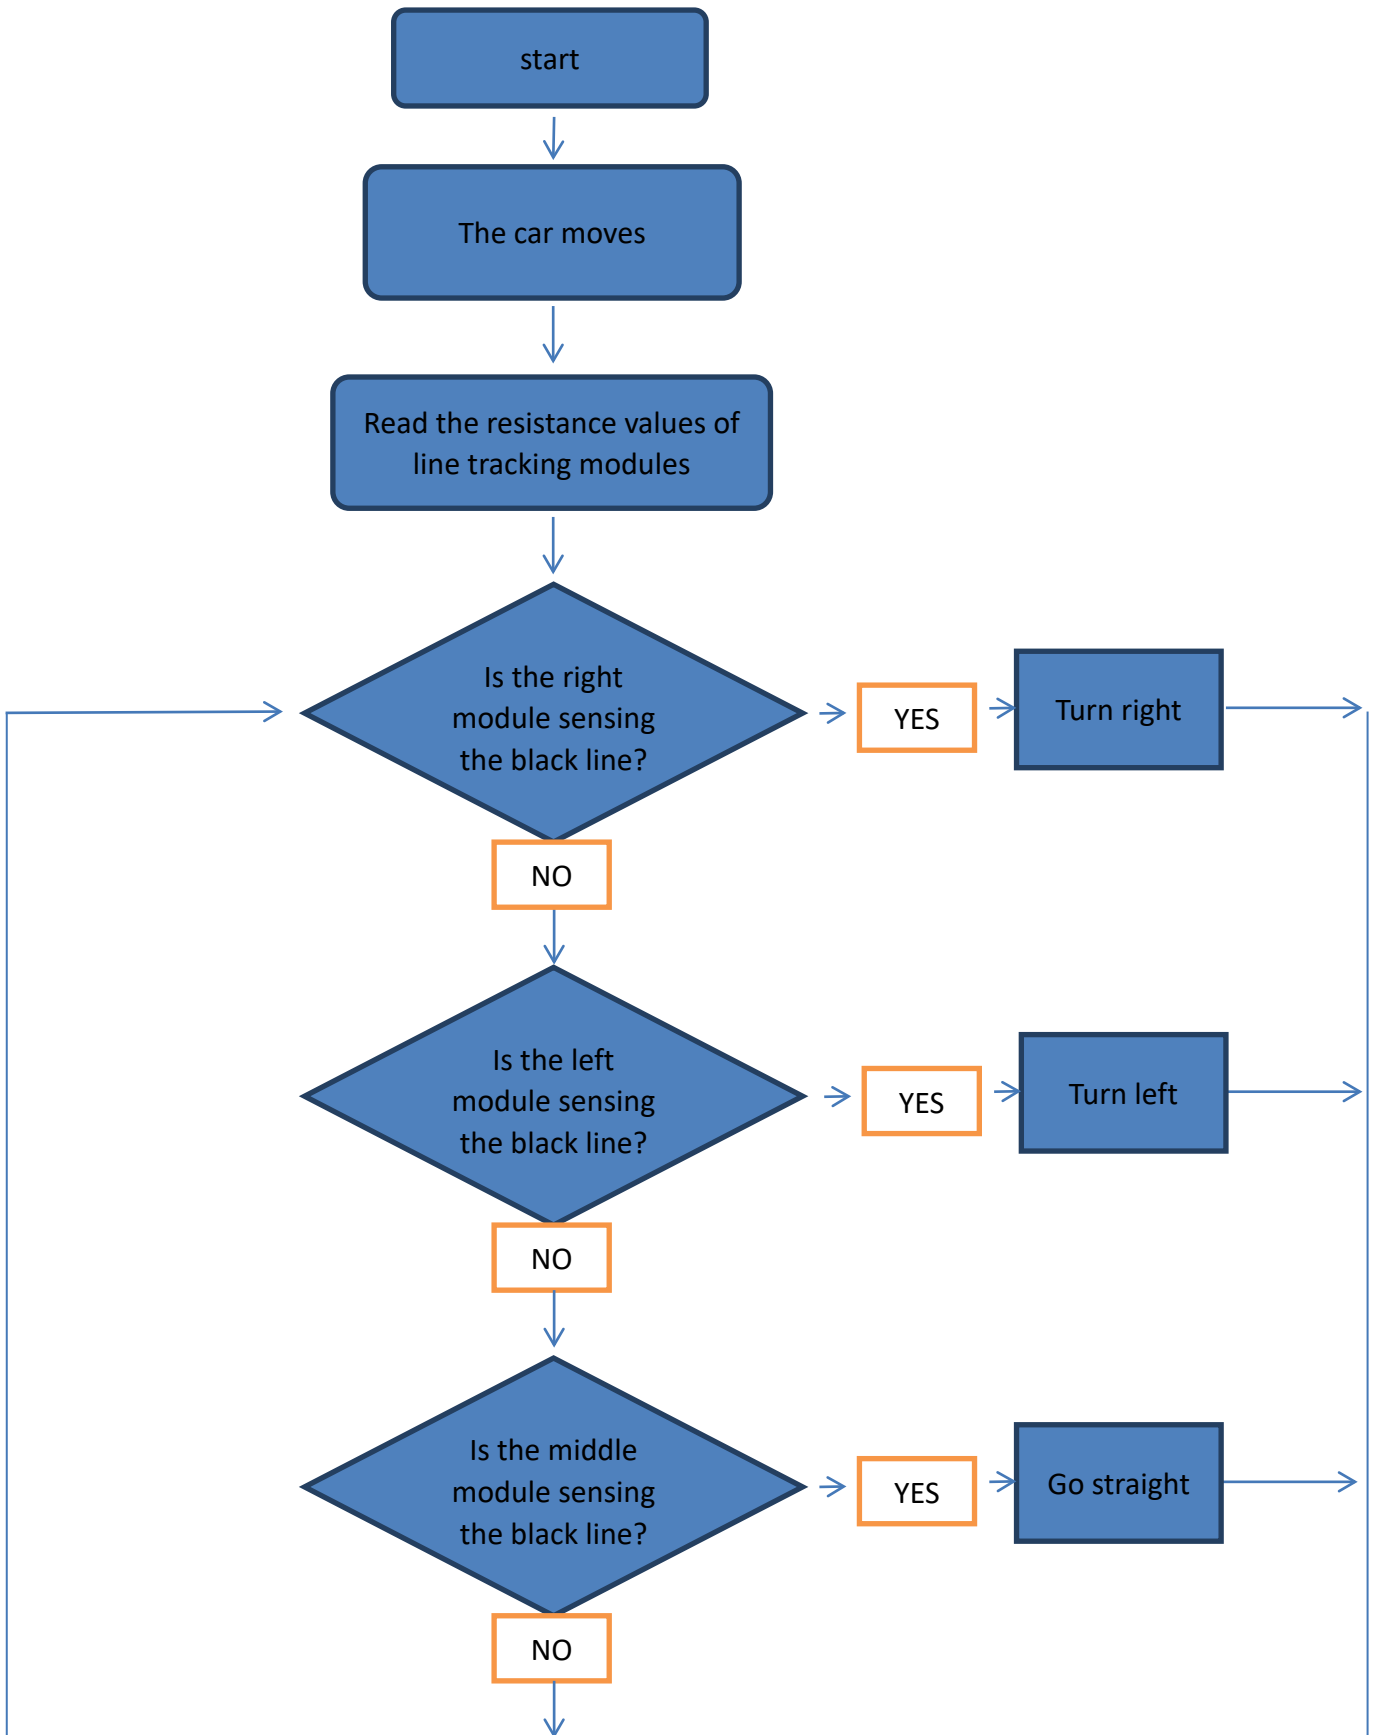 start
The car moves
Read the resistance values of
line tracking modules
Is the right
module sensing
the black line?
YES
Turn right
NO
Is the left
module sensing
the black line?
YES
Turn left
NO
Is the middle
module sensing
the black line?
YES
Go straight
NO